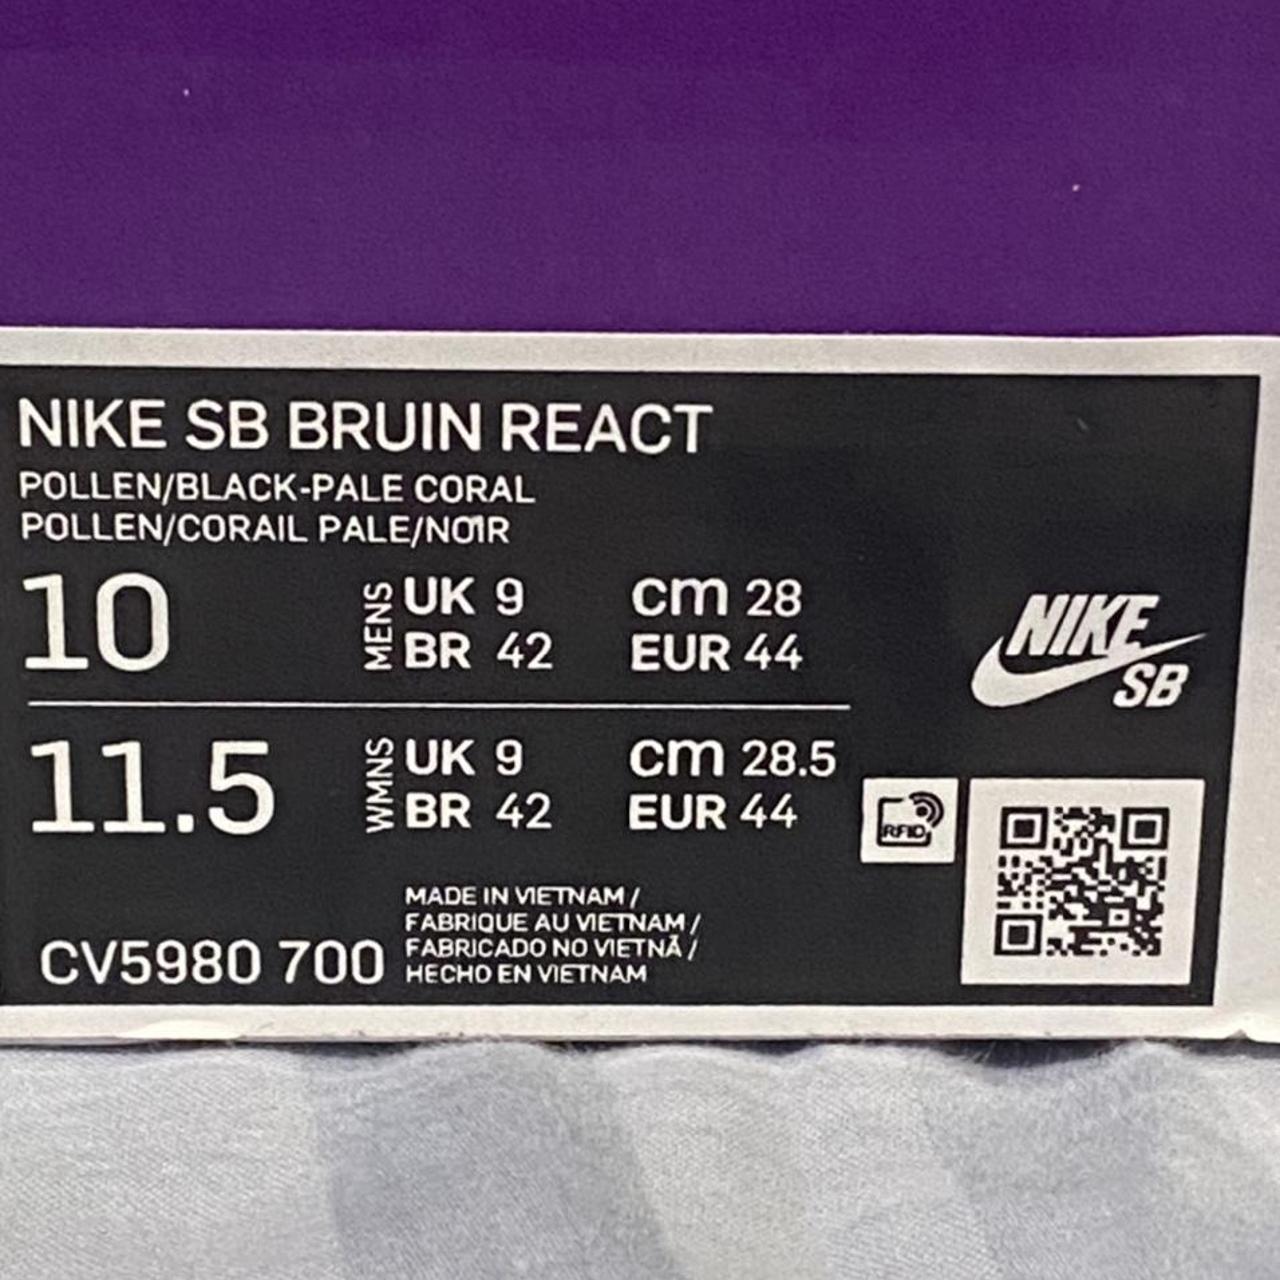 NIKE SB BRUIN REACT
POLLEN/BLACK-PALE CORAL
POLLEN/CORAIL PALE/NOIR
10 MENS UK 9 cm 28
BR 42 EUR 44
11.5 WMNS UK 9 cm 28.5
BR 42 EUR 44
NIKE
SB
RFID
MADE IN VIETNAM /
FABRIQUE AU VIETNAM /
FABRICADO NO VIETNÃ /
HECHO EN VIETNAM
CV5980 700